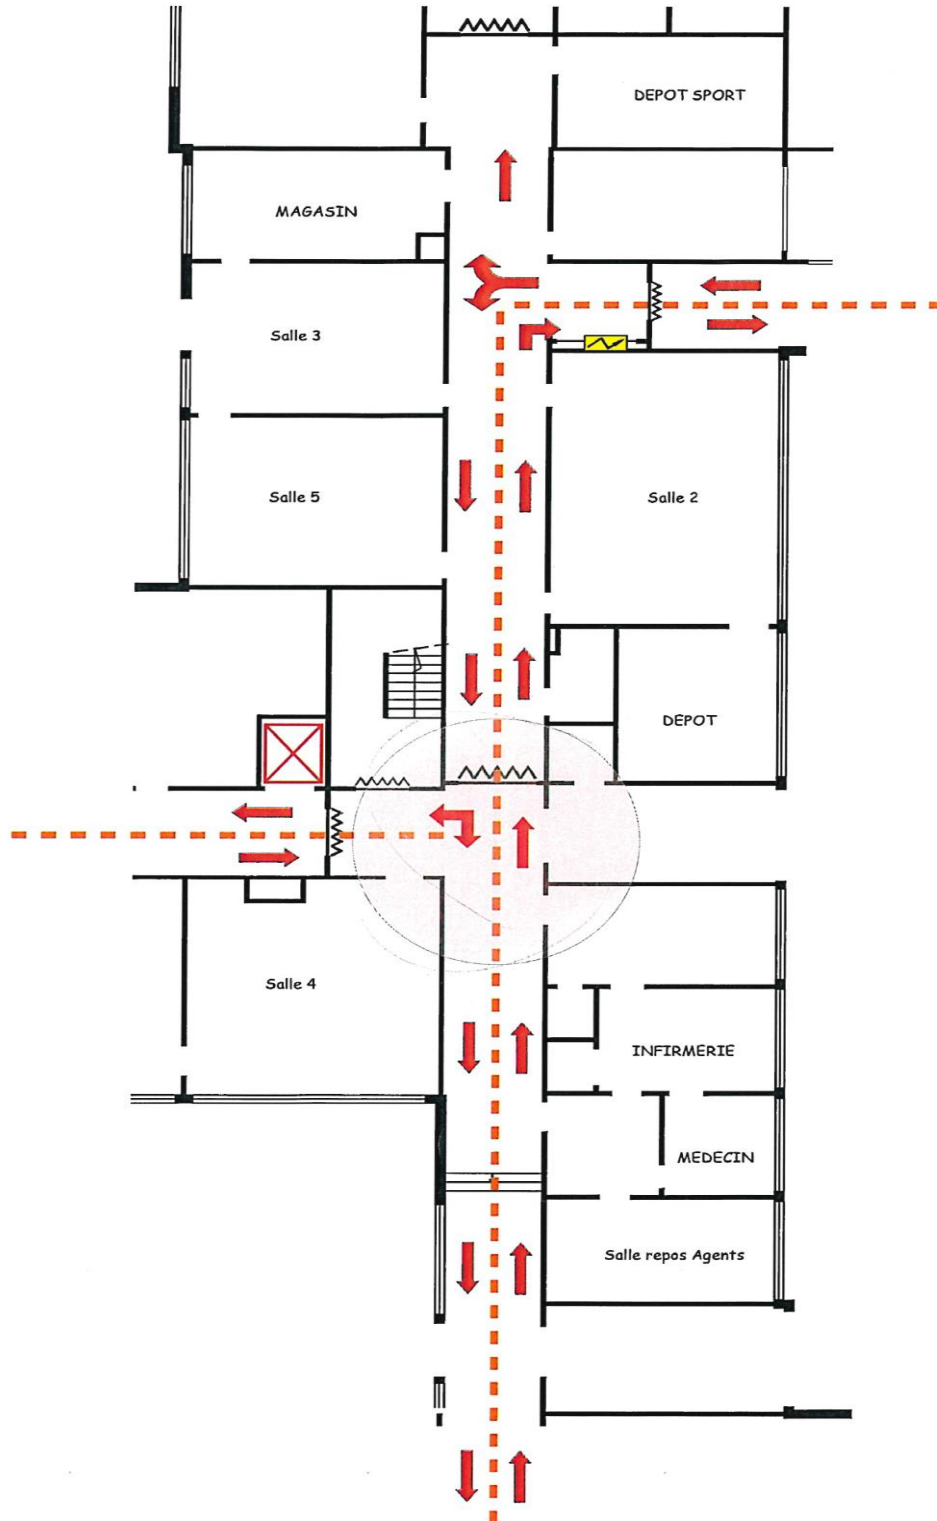 DEPOT SPORT
MAGASIN
Salle 3
Salle 5
Salle 2
DEPOT
Salle 4
INFIRMERIE
MEDECIN
Salle repos Agents